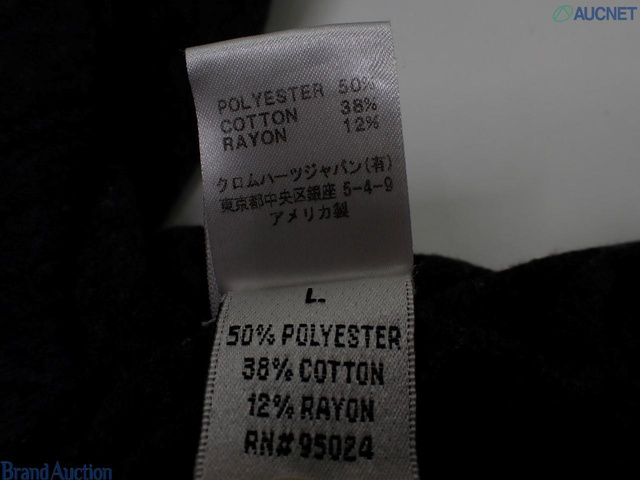 AUCNET
POLYESTER 50%
COTTON 38%
RAYON 12%
クロムハーツジャパン(有)
東京都中央区銀座 5-4-9
アメリカ製
L.
50% POLYESTER
38% COTTON
12% RAYON
RN# 95024
Brand Auction